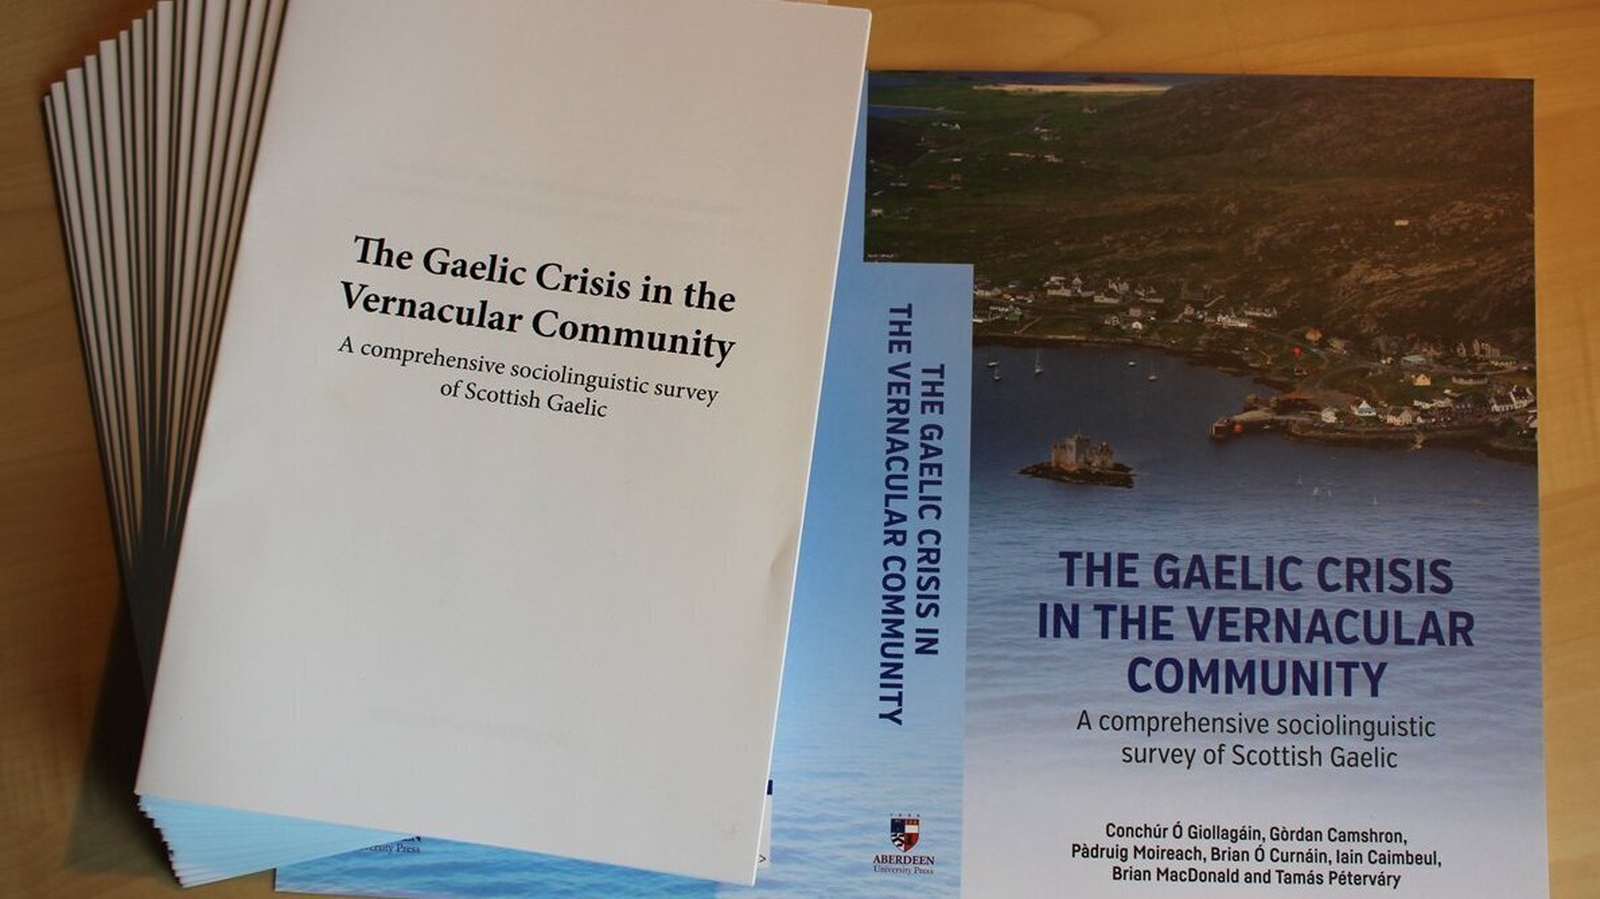 The Gaelic Crisis in the
Vernacular Community
A comprehensive sociolinguistic survey
of Scottish Gaelic
THE GAELIC CRISIS IN
THE VERNACULAR COMMUNITY
ABERDEEN
University Press
THE GAELIC CRISIS
IN THE VERNACULAR
COMMUNITY
A comprehensive sociolinguistic
survey of Scottish Gaelic
Conchúr Ó Giollagáin, Gòrdan Camshron,
Pàdruig Moireach, Brian Ó Curnáin, Iain Caimbeul,
Brian MacDonald and Tamás Péterváry
Press